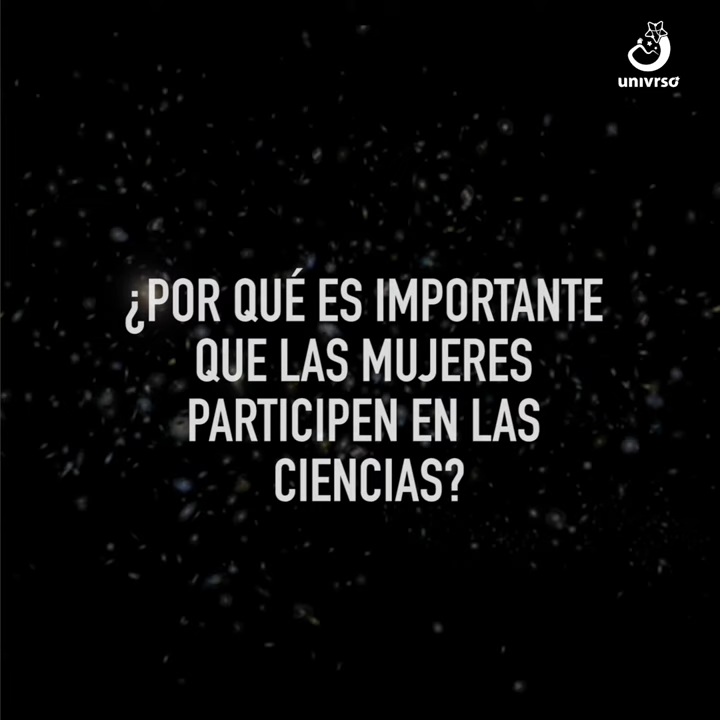 univrso
¿POR QUÉ ES IMPORTANTE
QUE LAS MUJERES
PARTICIPEN EN LAS
CIENCIAS?